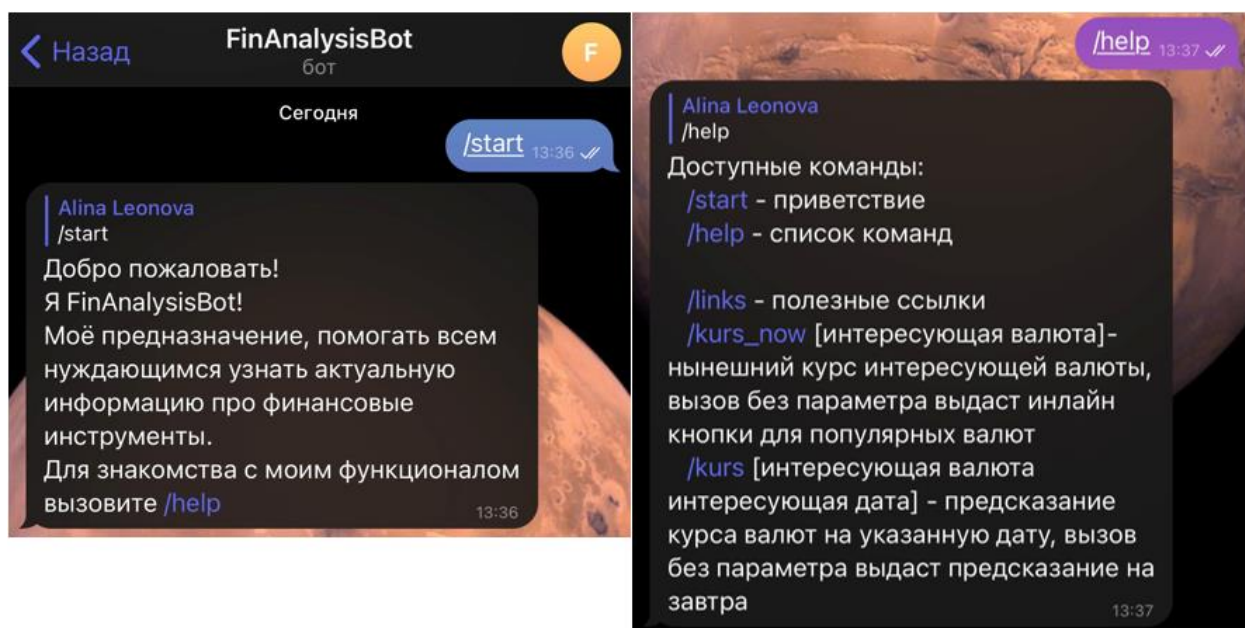 Назад
FinAnalysisBot
бот
F
Сегодня
/start 13:36
Alina Leonova
/start
Добро пожаловать!
Я FinAnalysisBot!
Моё предназначение, помогать всем
нуждающимся узнать актуальную
информацию про финансовые
инструменты.
Для знакомства с моим функционалом
вызовите /help
13:36
/help 13:37
Alina Leonova
/help
Доступные команды:
/start - приветствие
/help - список команд
/links - полезные ссылки
/kurs_now [интересующая валюта]-
нынешний курс интересующей валюты,
вызов без параметра выдаст инлайн
кнопки для популярных валют
/kurs [интересующая валюта
интересующая дата] - предсказание
курса валют на указанную дату, вызов
без параметра выдаст предсказание на
завтра
13:37